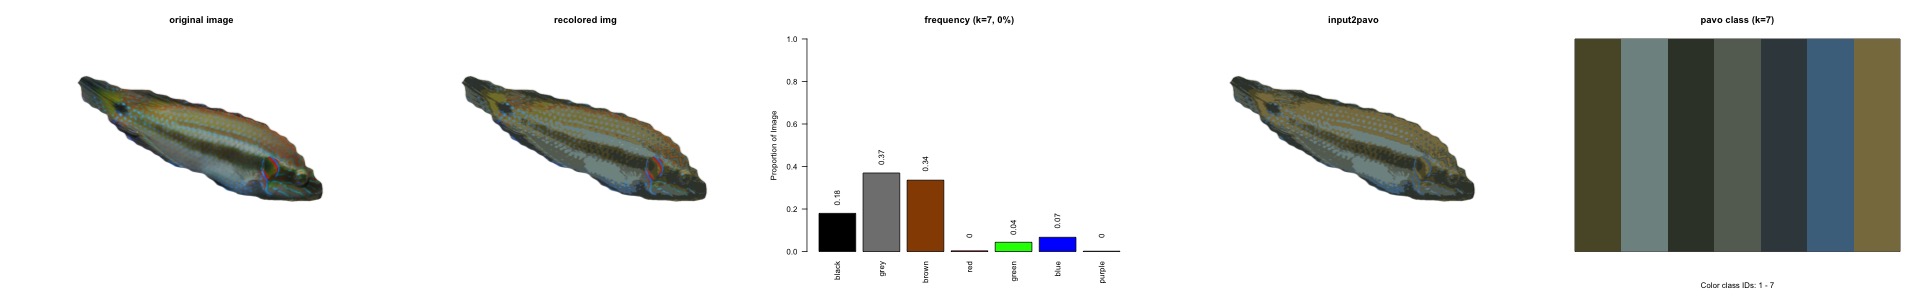 original image
recolored img
frequency (k=7, 0%)
input2pavo
pavo class (k=7)
Proportion of Image
1.0
0.8
0.6
0.4
0.2
0.0
0.18
0.37
0.34
0
0.04
0.07
0
black
grey
brown
red
green
blue
purple
Color class IDs: 1 - 7